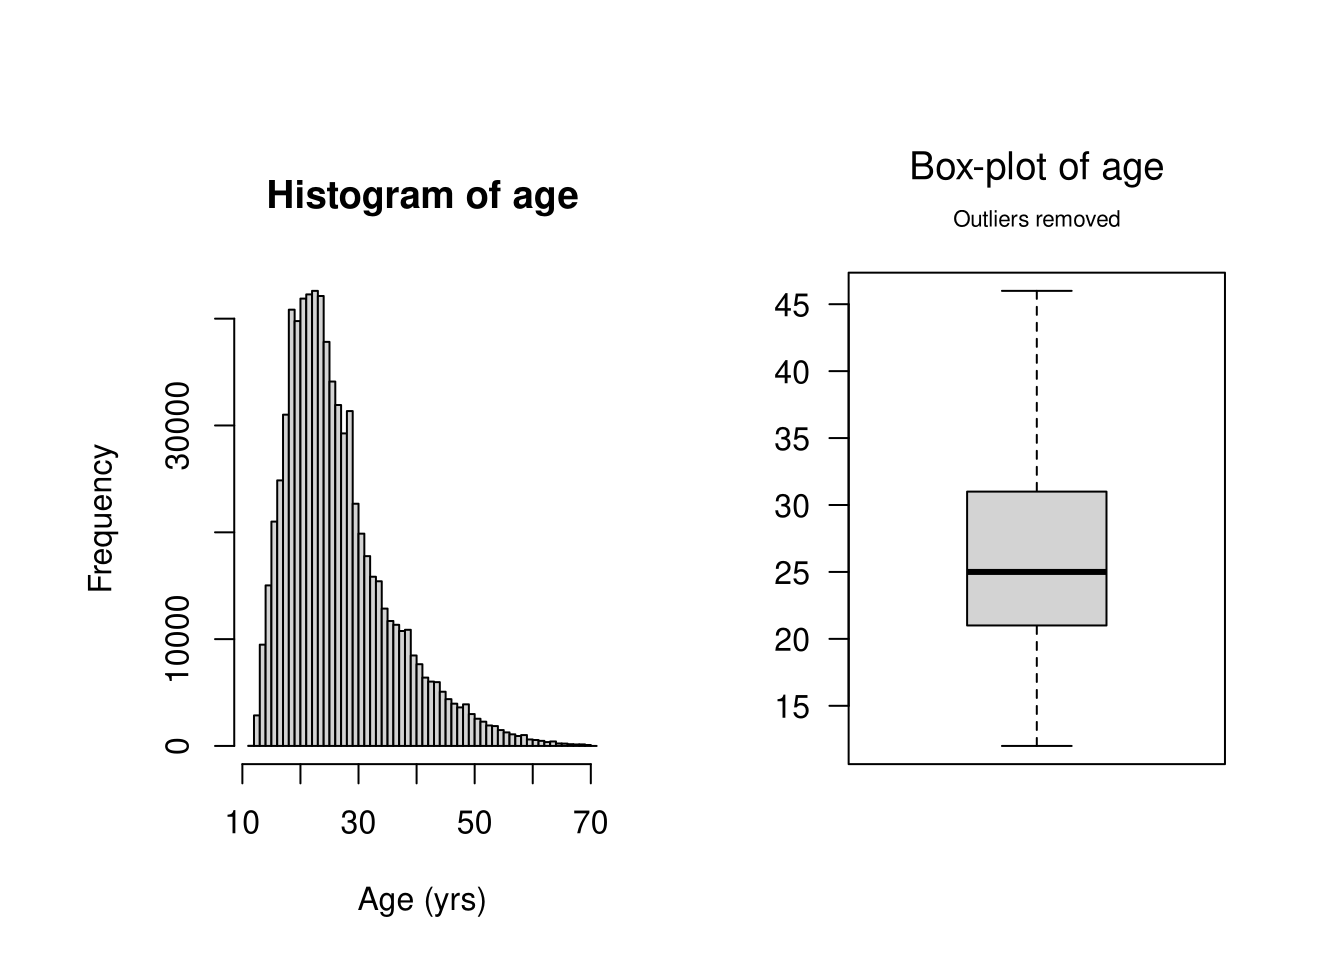 Histogram of age
Frequency
0 10000 30000
10 30 50 70
Age (yrs)
Box-plot of age
Outliers removed
45
40
35
30
25
20
15